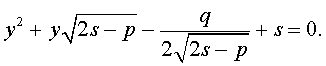 y² + y√(2s − p) − q/(2√(2s − p)) + s = 0.